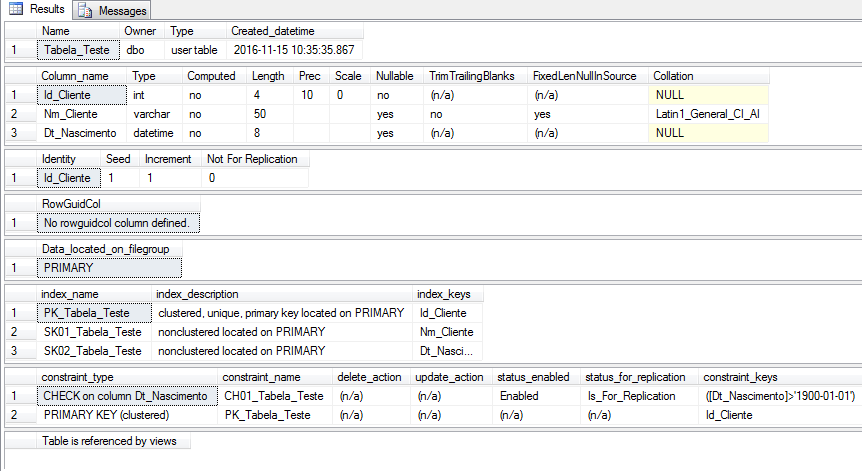 Results Messages
Name Owner Type Created_datetime
1 Tabela_Teste dbo user table 2016-11-15 10:35:35.867
Column_name Type Computed Length Prec Scale Nullable TrimTrailingBlanks FixedLenNullInSource Collation
1 Id_Cliente int no 4 10 0 no (n/a) (n/a) NULL
2 Nm_Cliente varchar no 50 yes no yes Latin1_General_CI_AI
3 Dt_Nascimento datetime no 8 yes (n/a) (n/a) NULL
Identity Seed Increment Not For Replication
1 Id_Cliente 1 1 0
RowGuidCol
1 No rowguidcol column defined.
Data_located_on_filegroup
1 PRIMARY
index_name index_description index_keys
1 PK_Tabela_Teste clustered, unique, primary key located on PRIMARY Id_Cliente
2 SK01_Tabela_Teste nonclustered located on PRIMARY Nm_Cliente
3 SK02_Tabela_Teste nonclustered located on PRIMARY Dt_Nasci...
constraint_type constraint_name delete_action update_action status_enabled status_for_replication constraint_keys
1 CHECK on column Dt_Nascimento CH01_Tabela_Teste (n/a) (n/a) Enabled Is_For_Replication ([Dt_Nascimento]>'1900-01-01')
2 PRIMARY KEY (clustered) PK_Tabela_Teste (n/a) (n/a) (n/a) (n/a) Id_Cliente
Table is referenced by views